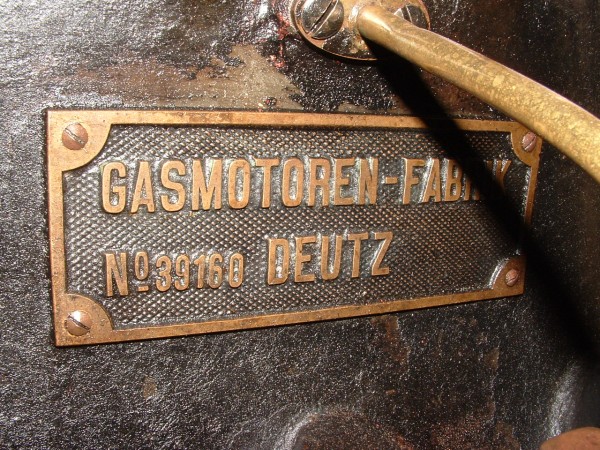 GASMOTOREN-FABRIK
No 39160 DEUTZ